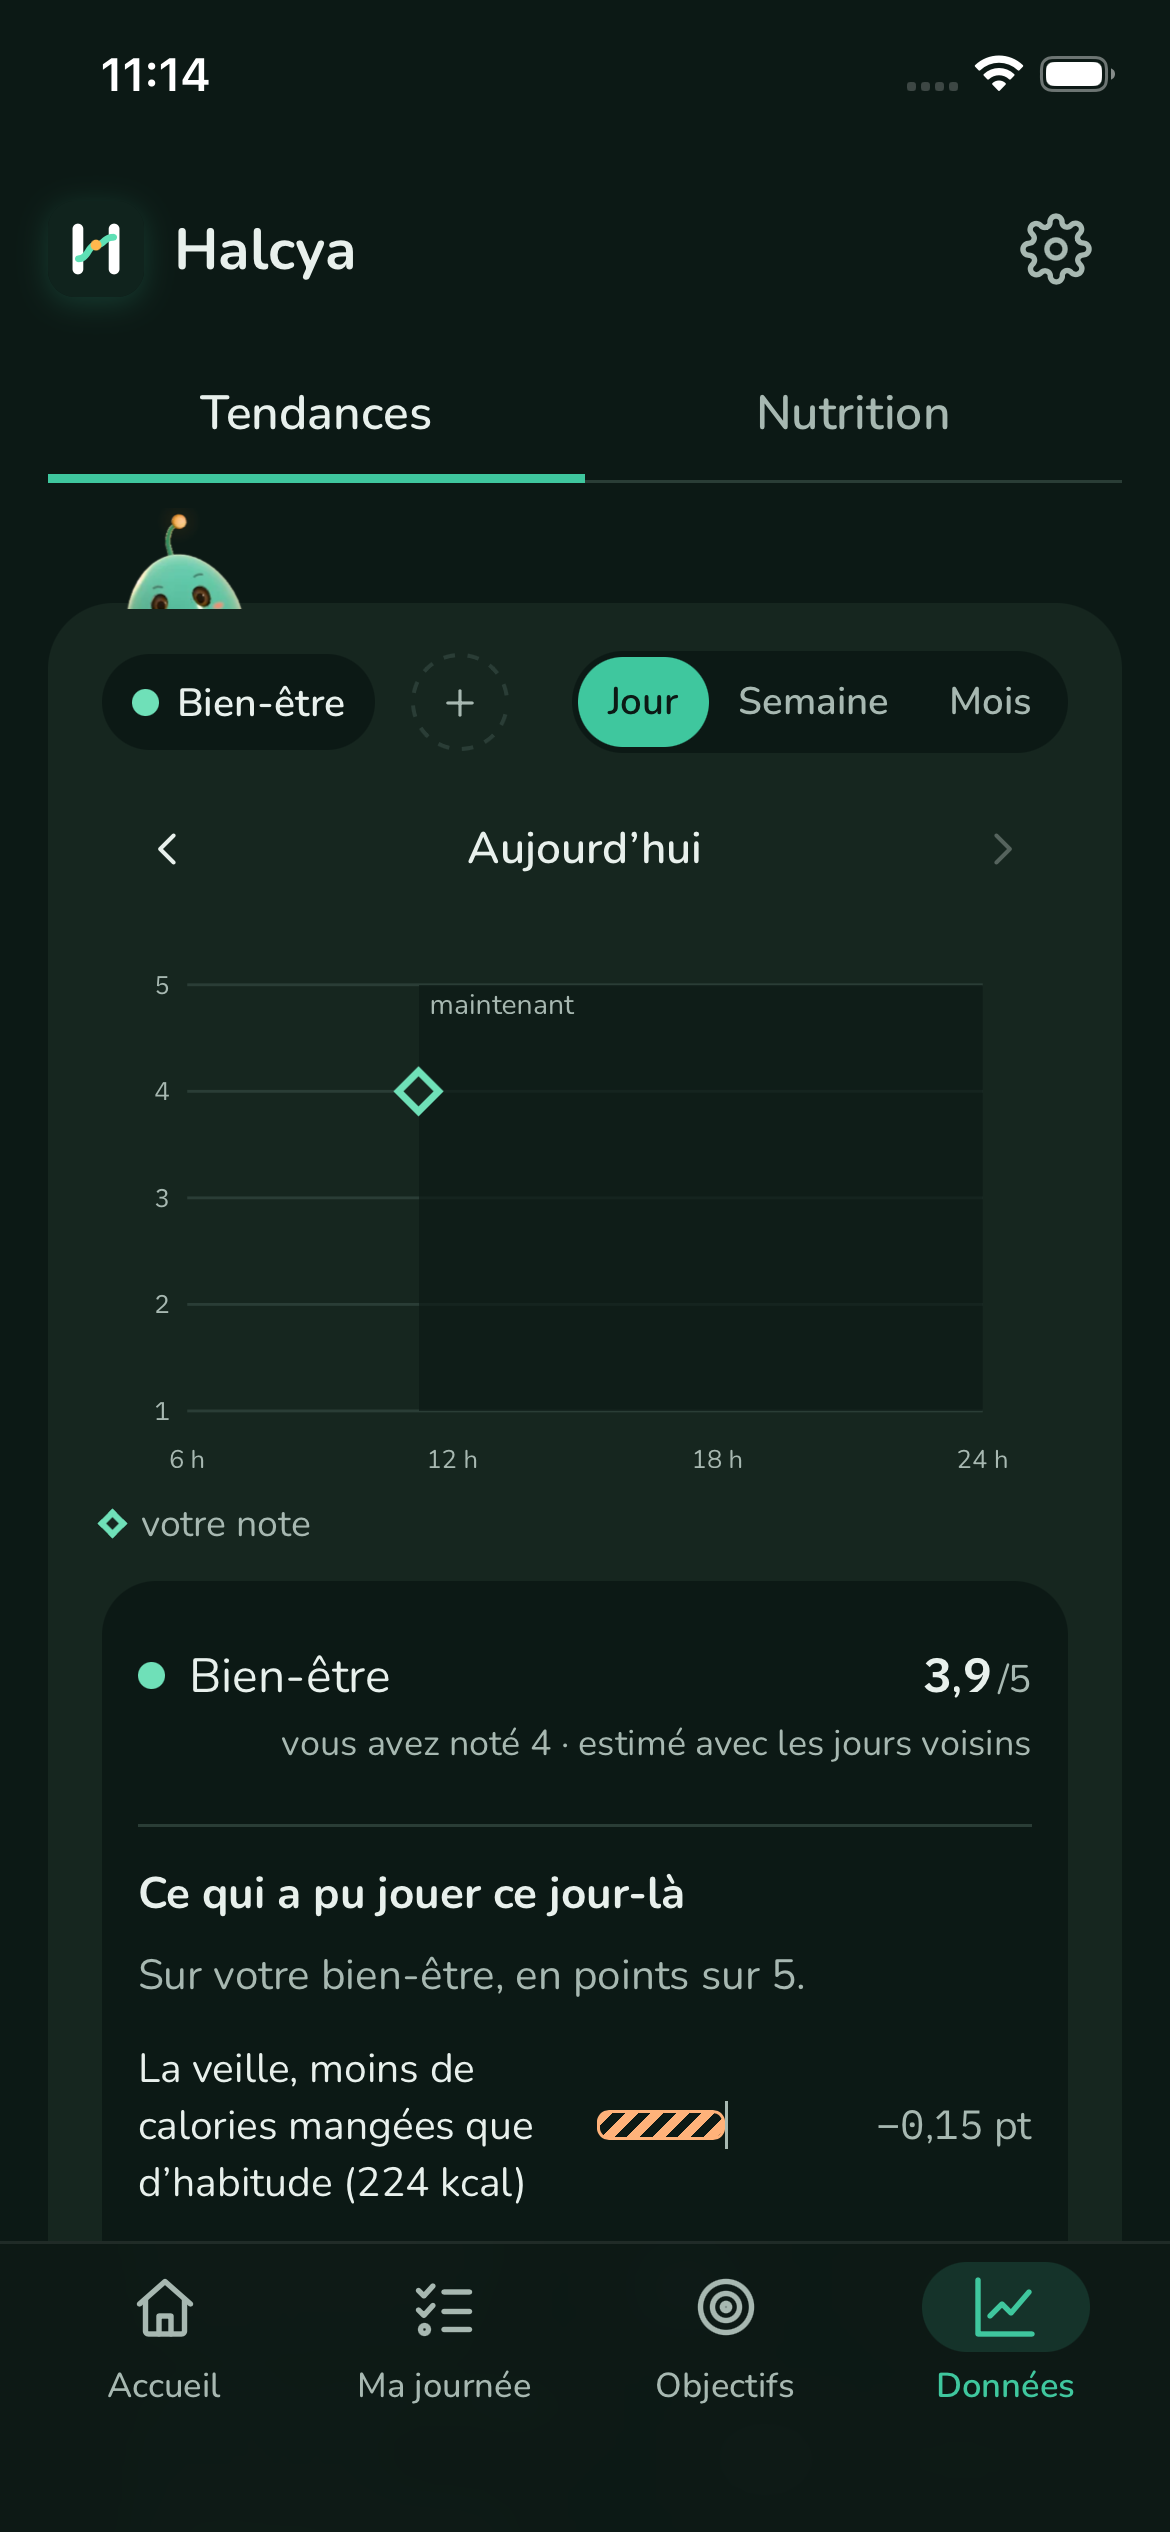 11:14
Halcya
Tendances
Nutrition
Bien-être
+
Jour
Semaine
Mois
Aujourd’hui
5
maintenant
4
3
2
1
6 h
12 h
18 h
24 h
votre note
Bien-être
3,9 /5
vous avez noté 4 · estimé avec les jours voisins
Ce qui a pu jouer ce jour-là
Sur votre bien-être, en points sur 5.
La veille, moins de
calories mangées que
d’habitude (224 kcal)
−0,15 pt
Accueil
Ma journée
Objectifs
Données